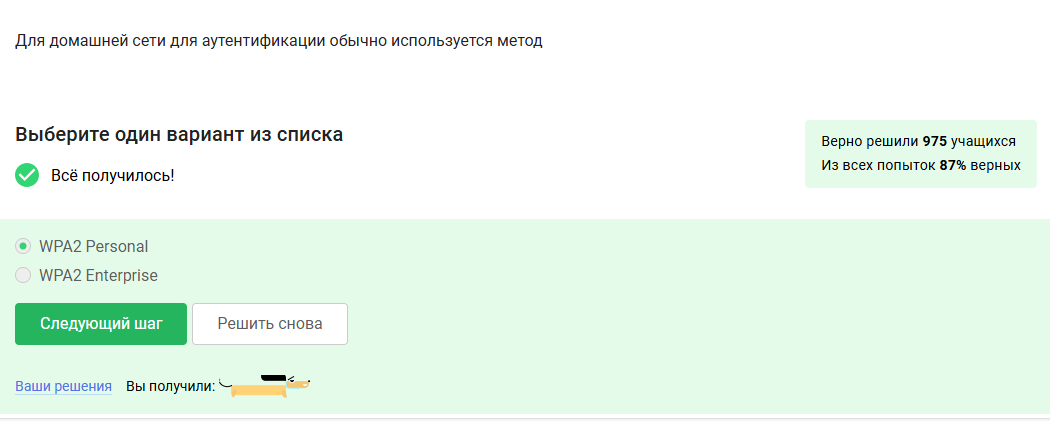 Для домашней сети для аутентификации обычно используется метод
Выберите один вариант из списка
Всё получилось!
Верно решили 975 учащихся
Из всех попыток 87% верных
WPA2 Personal
WPA2 Enterprise
Следующий шаг
Решить снова
Ваши решения Вы получили: